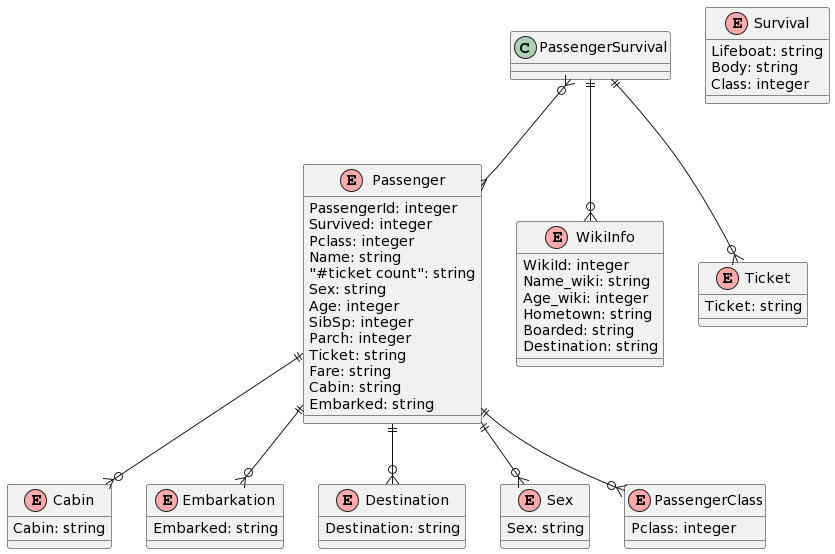 C PassengerSurvival
E Survival
Lifeboat: string
Body: string
Class: integer
E Passenger
PassengerId: integer
Survived: integer
Pclass: integer
Name: string
"#ticket count": string
Sex: string
Age: integer
SibSp: integer
Parch: integer
Ticket: string
Fare: string
Cabin: string
Embarked: string
E WikiInfo
WikiId: integer
Name_wiki: string
Age_wiki: integer
Hometown: string
Boarded: string
Destination: string
E Ticket
Ticket: string
E Cabin
Cabin: string
E Embarkation
Embarked: string
E Destination
Destination: string
E Sex
Sex: string
E PassengerClass
Pclass: integer